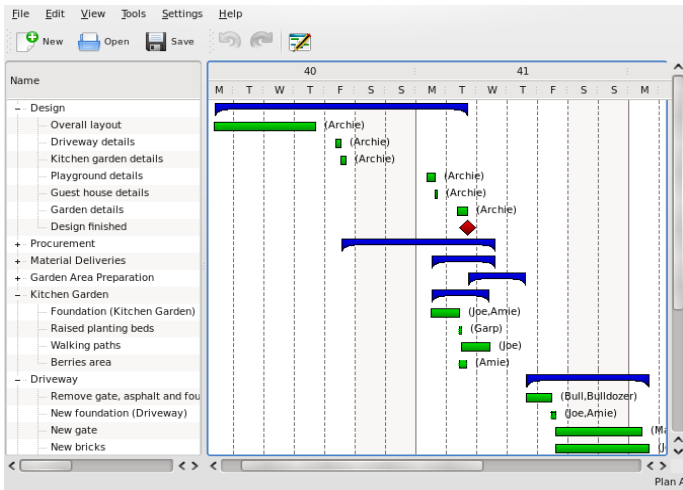 File Edit View Tools Settings Help
New Open Save
Name
40 41
M T W T F S S M T W T F S S M
Design
Overall layout (Archie)
Driveway details (Archie)
Kitchen garden details (Archie)
Playground details (Archie)
Guest house details (Archie)
Garden details (Archie)
Design finished
Procurement
Material Deliveries
Garden Area Preparation
Kitchen Garden
Foundation (Kitchen Garden) (Joe,Amie)
Raised planting beds (Garp)
Walking paths (Joe)
Berries area (Amie)
Driveway
Remove gate, asphalt and fou (Bull,Bulldozer)
New foundation (Driveway) (Joe,Amie)
New gate
New bricks
Plan A